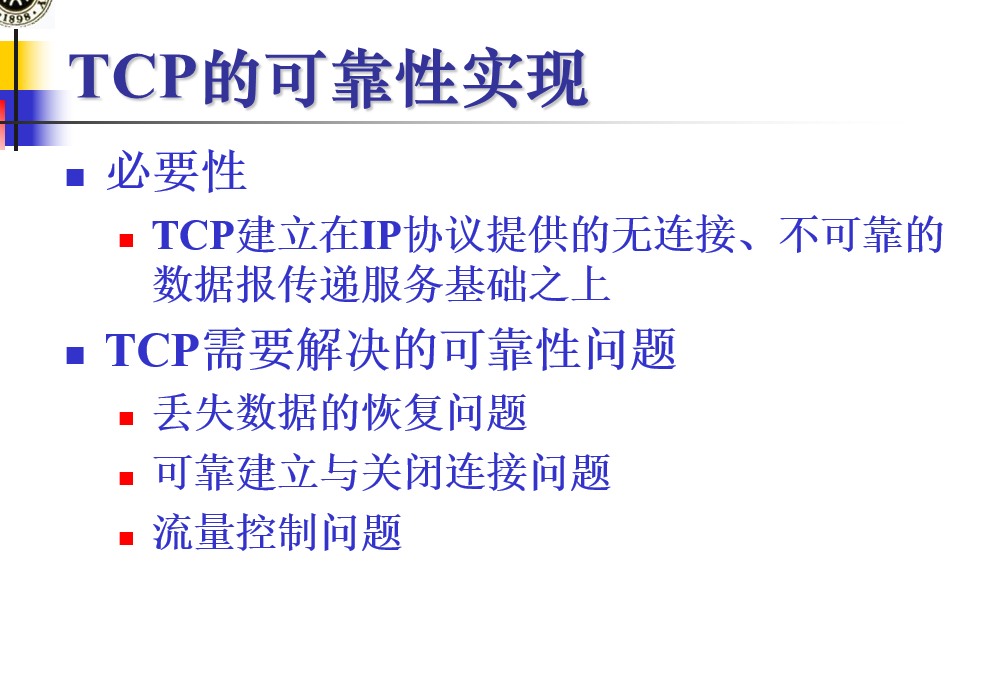 1898
TCP的可靠性实现
必要性
TCP建立在IP协议提供的无连接、不可靠的
数据报传递服务基础之上
TCP需要解决的可靠性问题
丢失数据的恢复问题
可靠建立与关闭连接问题
流量控制问题